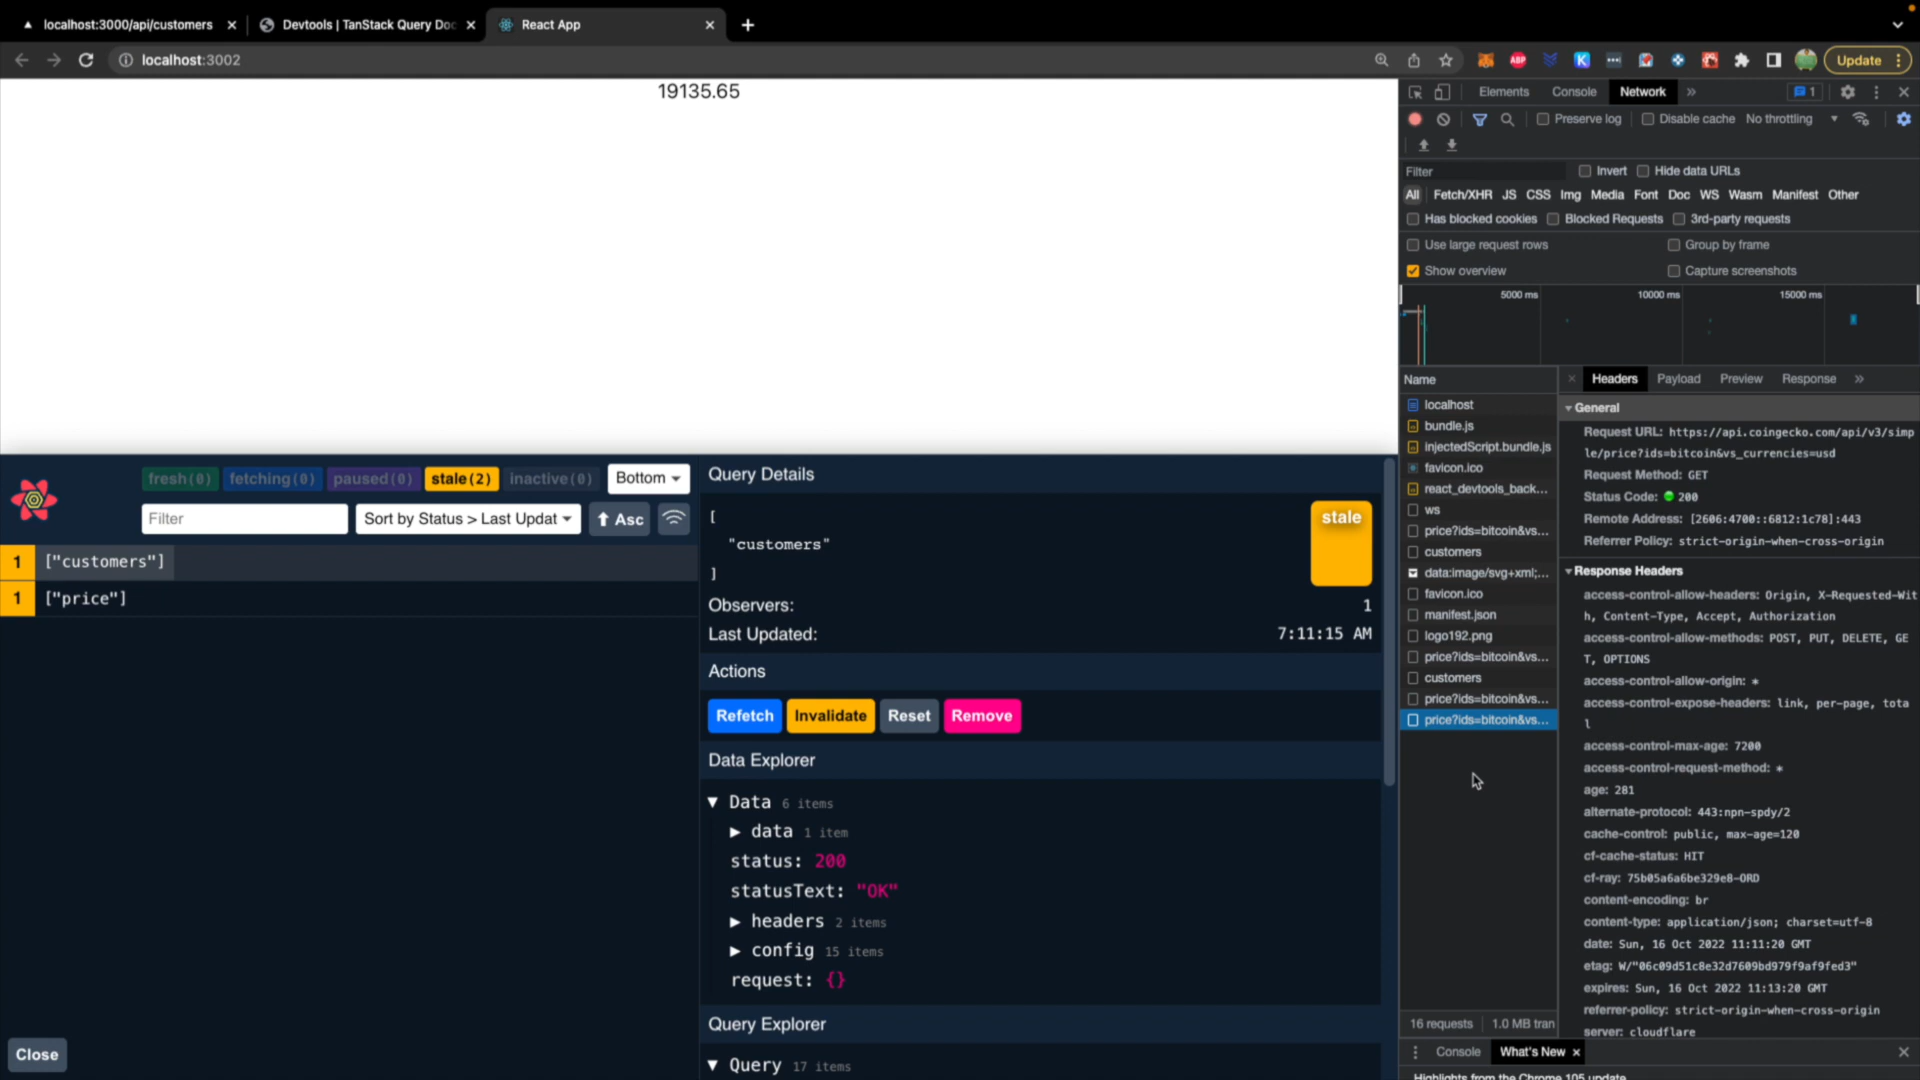 localhost:3000/api/customers
Devtools | TanStack Query Doc
React App
localhost:3002
ABP
K
Update
19135.65
Elements
Console
Network
1
Preserve log
Disable cache
No throttling
Filter
Invert
Hide data URLs
All
Fetch/XHR
JS
CSS
Img
Media
Font
Doc
WS
Wasm
Manifest
Other
Has blocked cookies
Blocked Requests
3rd-party requests
Use large request rows
Group by frame
Show overview
Capture screenshots
5000 ms
10000 ms
15000 ms
Name
localhost
bundle.js
injectedScript.bundle.js
favicon.ico
react_devtools_back...
ws
price?ids=bitcoin&vs...
customers
data:image/svg+xml;...
favicon.ico
manifest.json
logo192.png
price?ids=bitcoin&vs...
customers
price?ids=bitcoin&vs...
price?ids=bitcoin&vs...
16 requests
1.0 MB tran
Headers
Payload
Preview
Response
General
Request URL: https://api.coingecko.com/api/v3/simp
le/price?ids=bitcoin&vs_currencies=usd
Request Method: GET
Status Code: 200
Remote Address: [2606:4700::6812:1c78]:443
Referrer Policy: strict-origin-when-cross-origin
Response Headers
access-control-allow-headers: Origin, X-Requested-Wit
h, Content-Type, Accept, Authorization
access-control-allow-methods: POST, PUT, DELETE, GE
T, OPTIONS
access-control-allow-origin: *
access-control-expose-headers: link, per-page, tota
l
access-control-max-age: 7200
access-control-request-method: *
age: 281
alternate-protocol: 443:npn-spdy/2
cache-control: public, max-age=120
cf-cache-status: HIT
cf-ray: 75b05a6a6be329e8-ORD
content-encoding: br
content-type: application/json; charset=utf-8
date: Sun, 16 Oct 2022 11:11:20 GMT
etag: W/"06c09d51c8e32d7609bd979f9af9fed3"
expires: Sun, 16 Oct 2022 11:13:20 GMT
referrer-policy: strict-origin-when-cross-origin
server: cloudflare
Console
What's New
Highlights from the Chrome 105 update
fresh(0)
fetching(0)
paused(0)
stale(2)
inactive(0)
Bottom
Filter
Sort by Status > Last Updat
Asc
1
["customers"]
1
["price"]
Close
Query Details
[
"customers"
]
stale
Observers:
1
Last Updated:
7:11:15 AM
Actions
Refetch
Invalidate
Reset
Remove
Data Explorer
Data 6 items
data 1 item
status: 200
statusText: "OK"
headers 2 items
config 15 items
request: {}
Query Explorer
Query 17 items